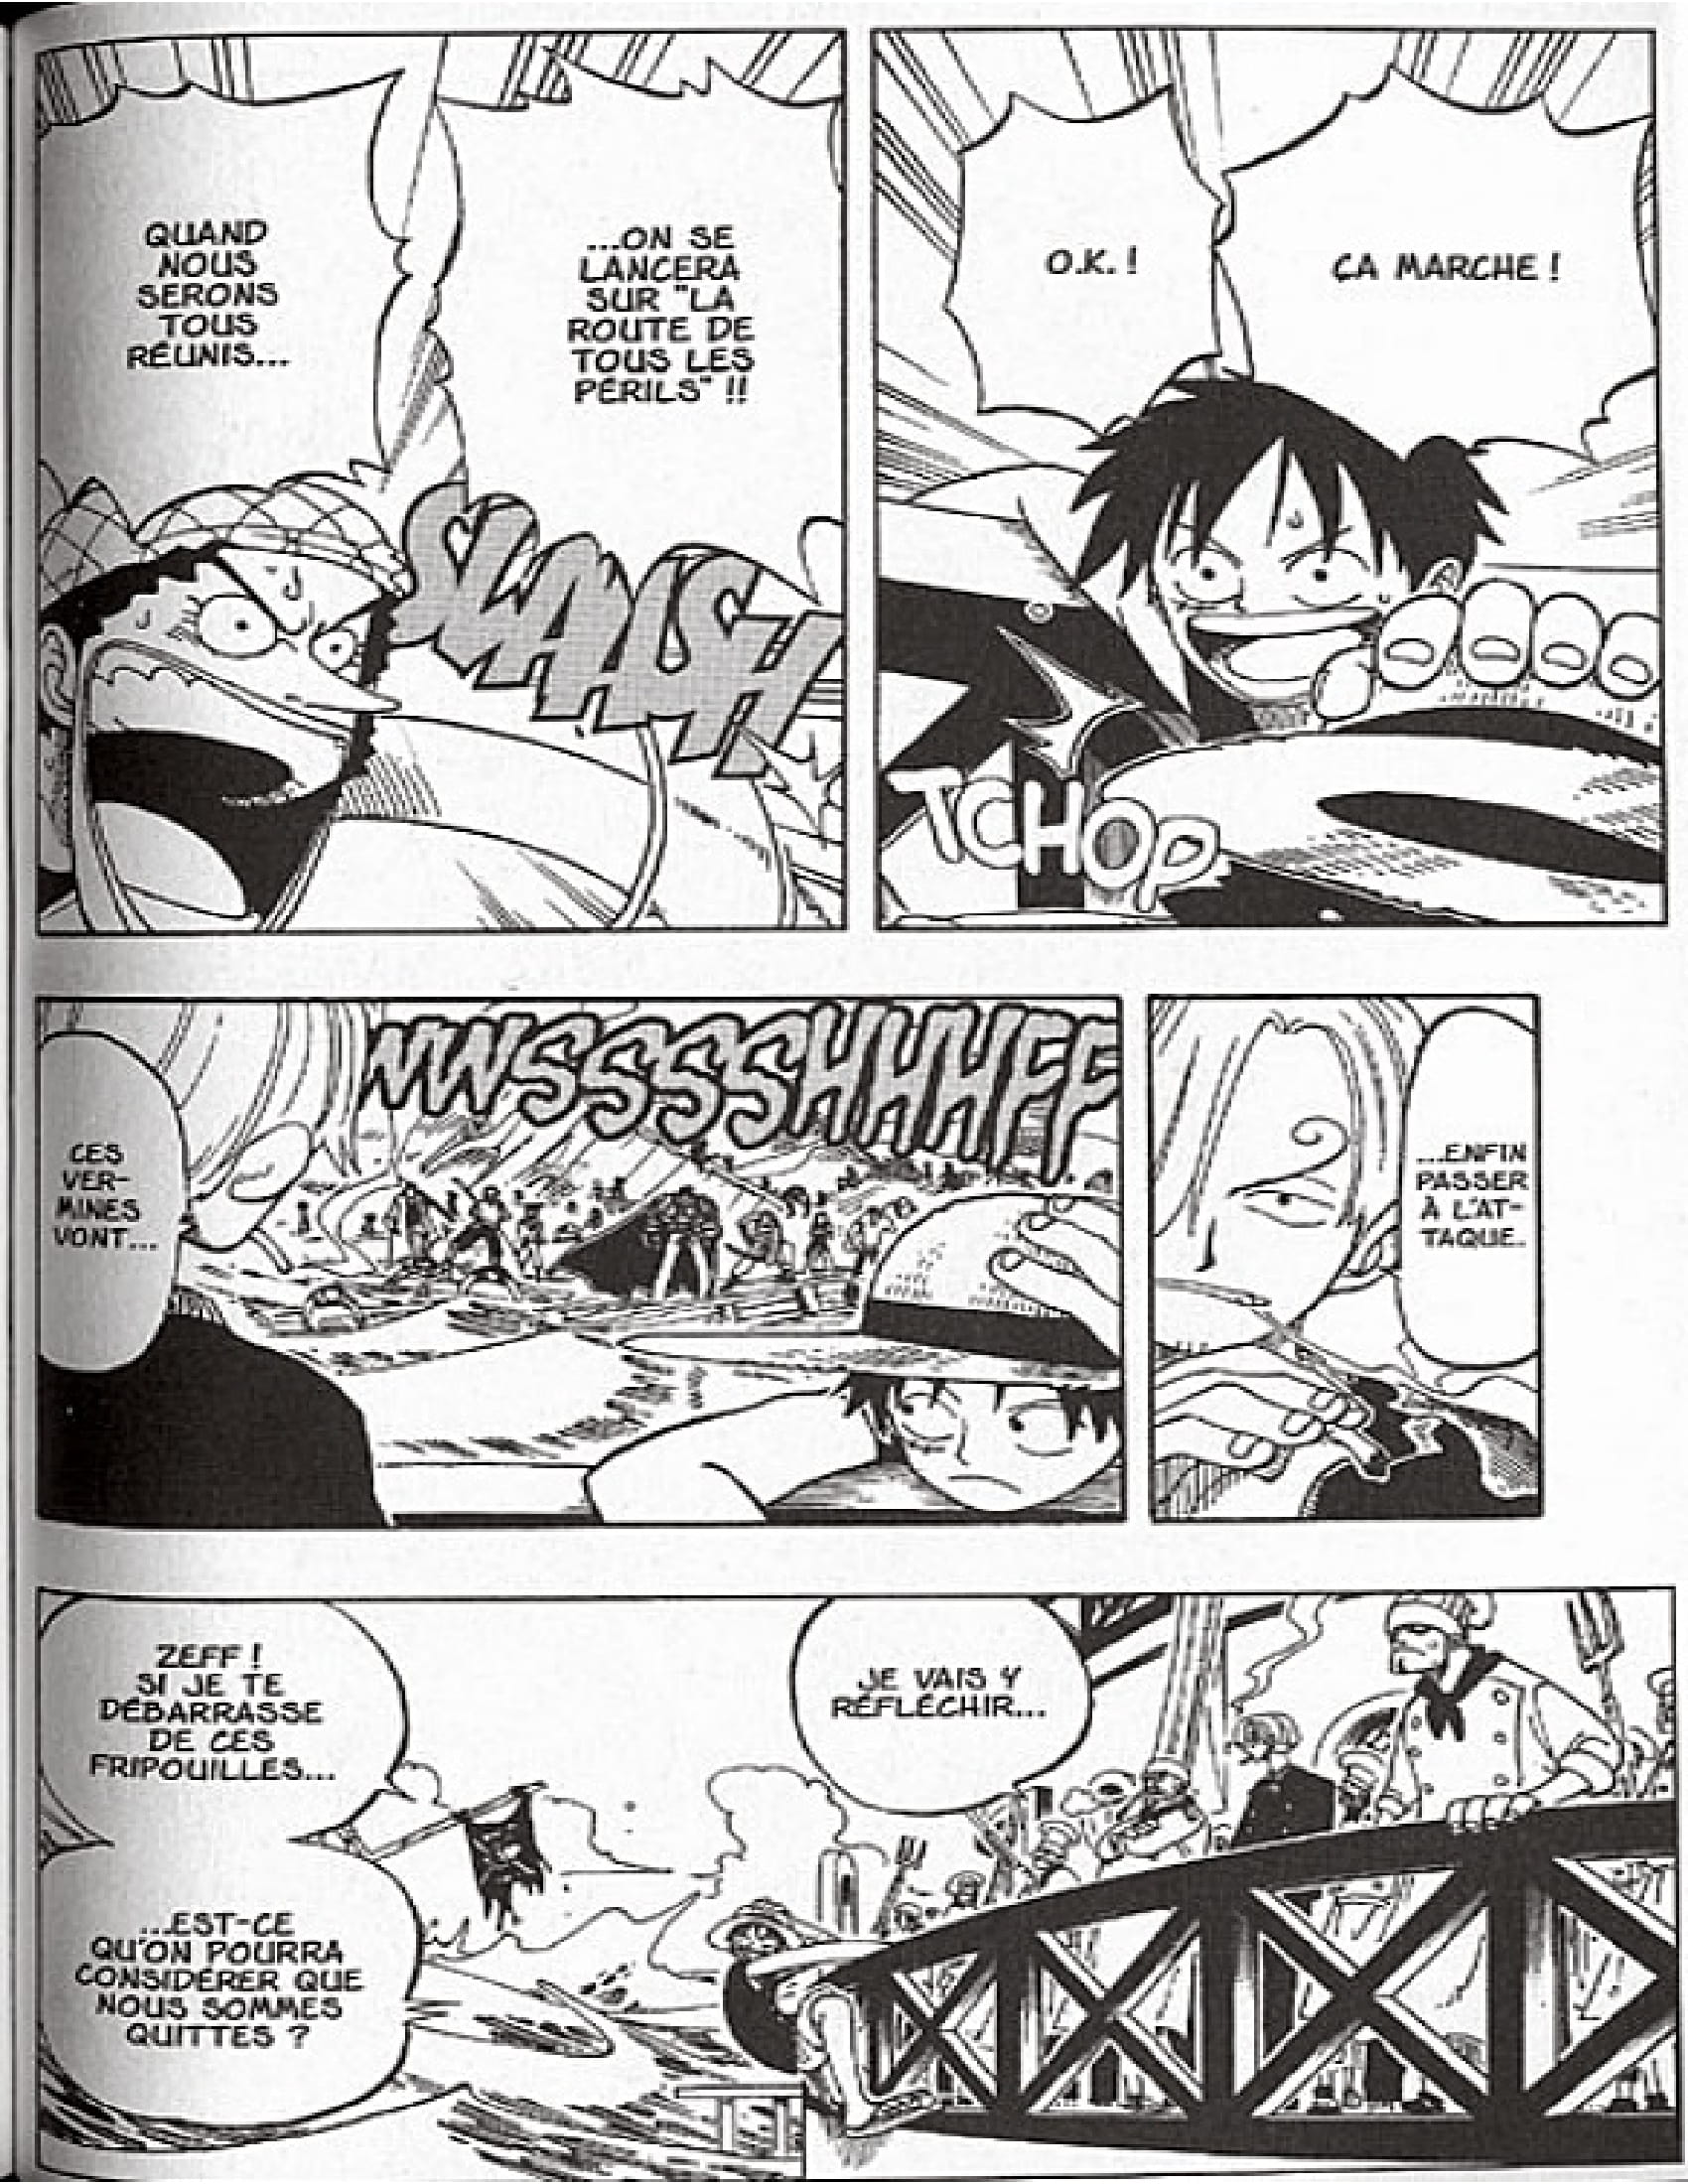 QUAND
NOUS
SERONS
TOUS
RÉUNIS...
...ON SE
LANCERA
SUR "LA
ROUTE DE
TOUS LES
PÉRILS" !!
O.K. !
ÇA MARCHE !
TCHOP
CES
VER-
MINES
VONT...
...ENFIN
PASSER
À L'AT-
TAQUE.
ZEFF !
SI JE TE
DÉBARRASSE
DE CES
FRIPOUILLES...
...EST-CE
QU'ON POURRA
CONSIDÉRER QUE
NOUS SOMMES
QUITTES ?
JE VAIS Y
RÉFLÉCHIR...